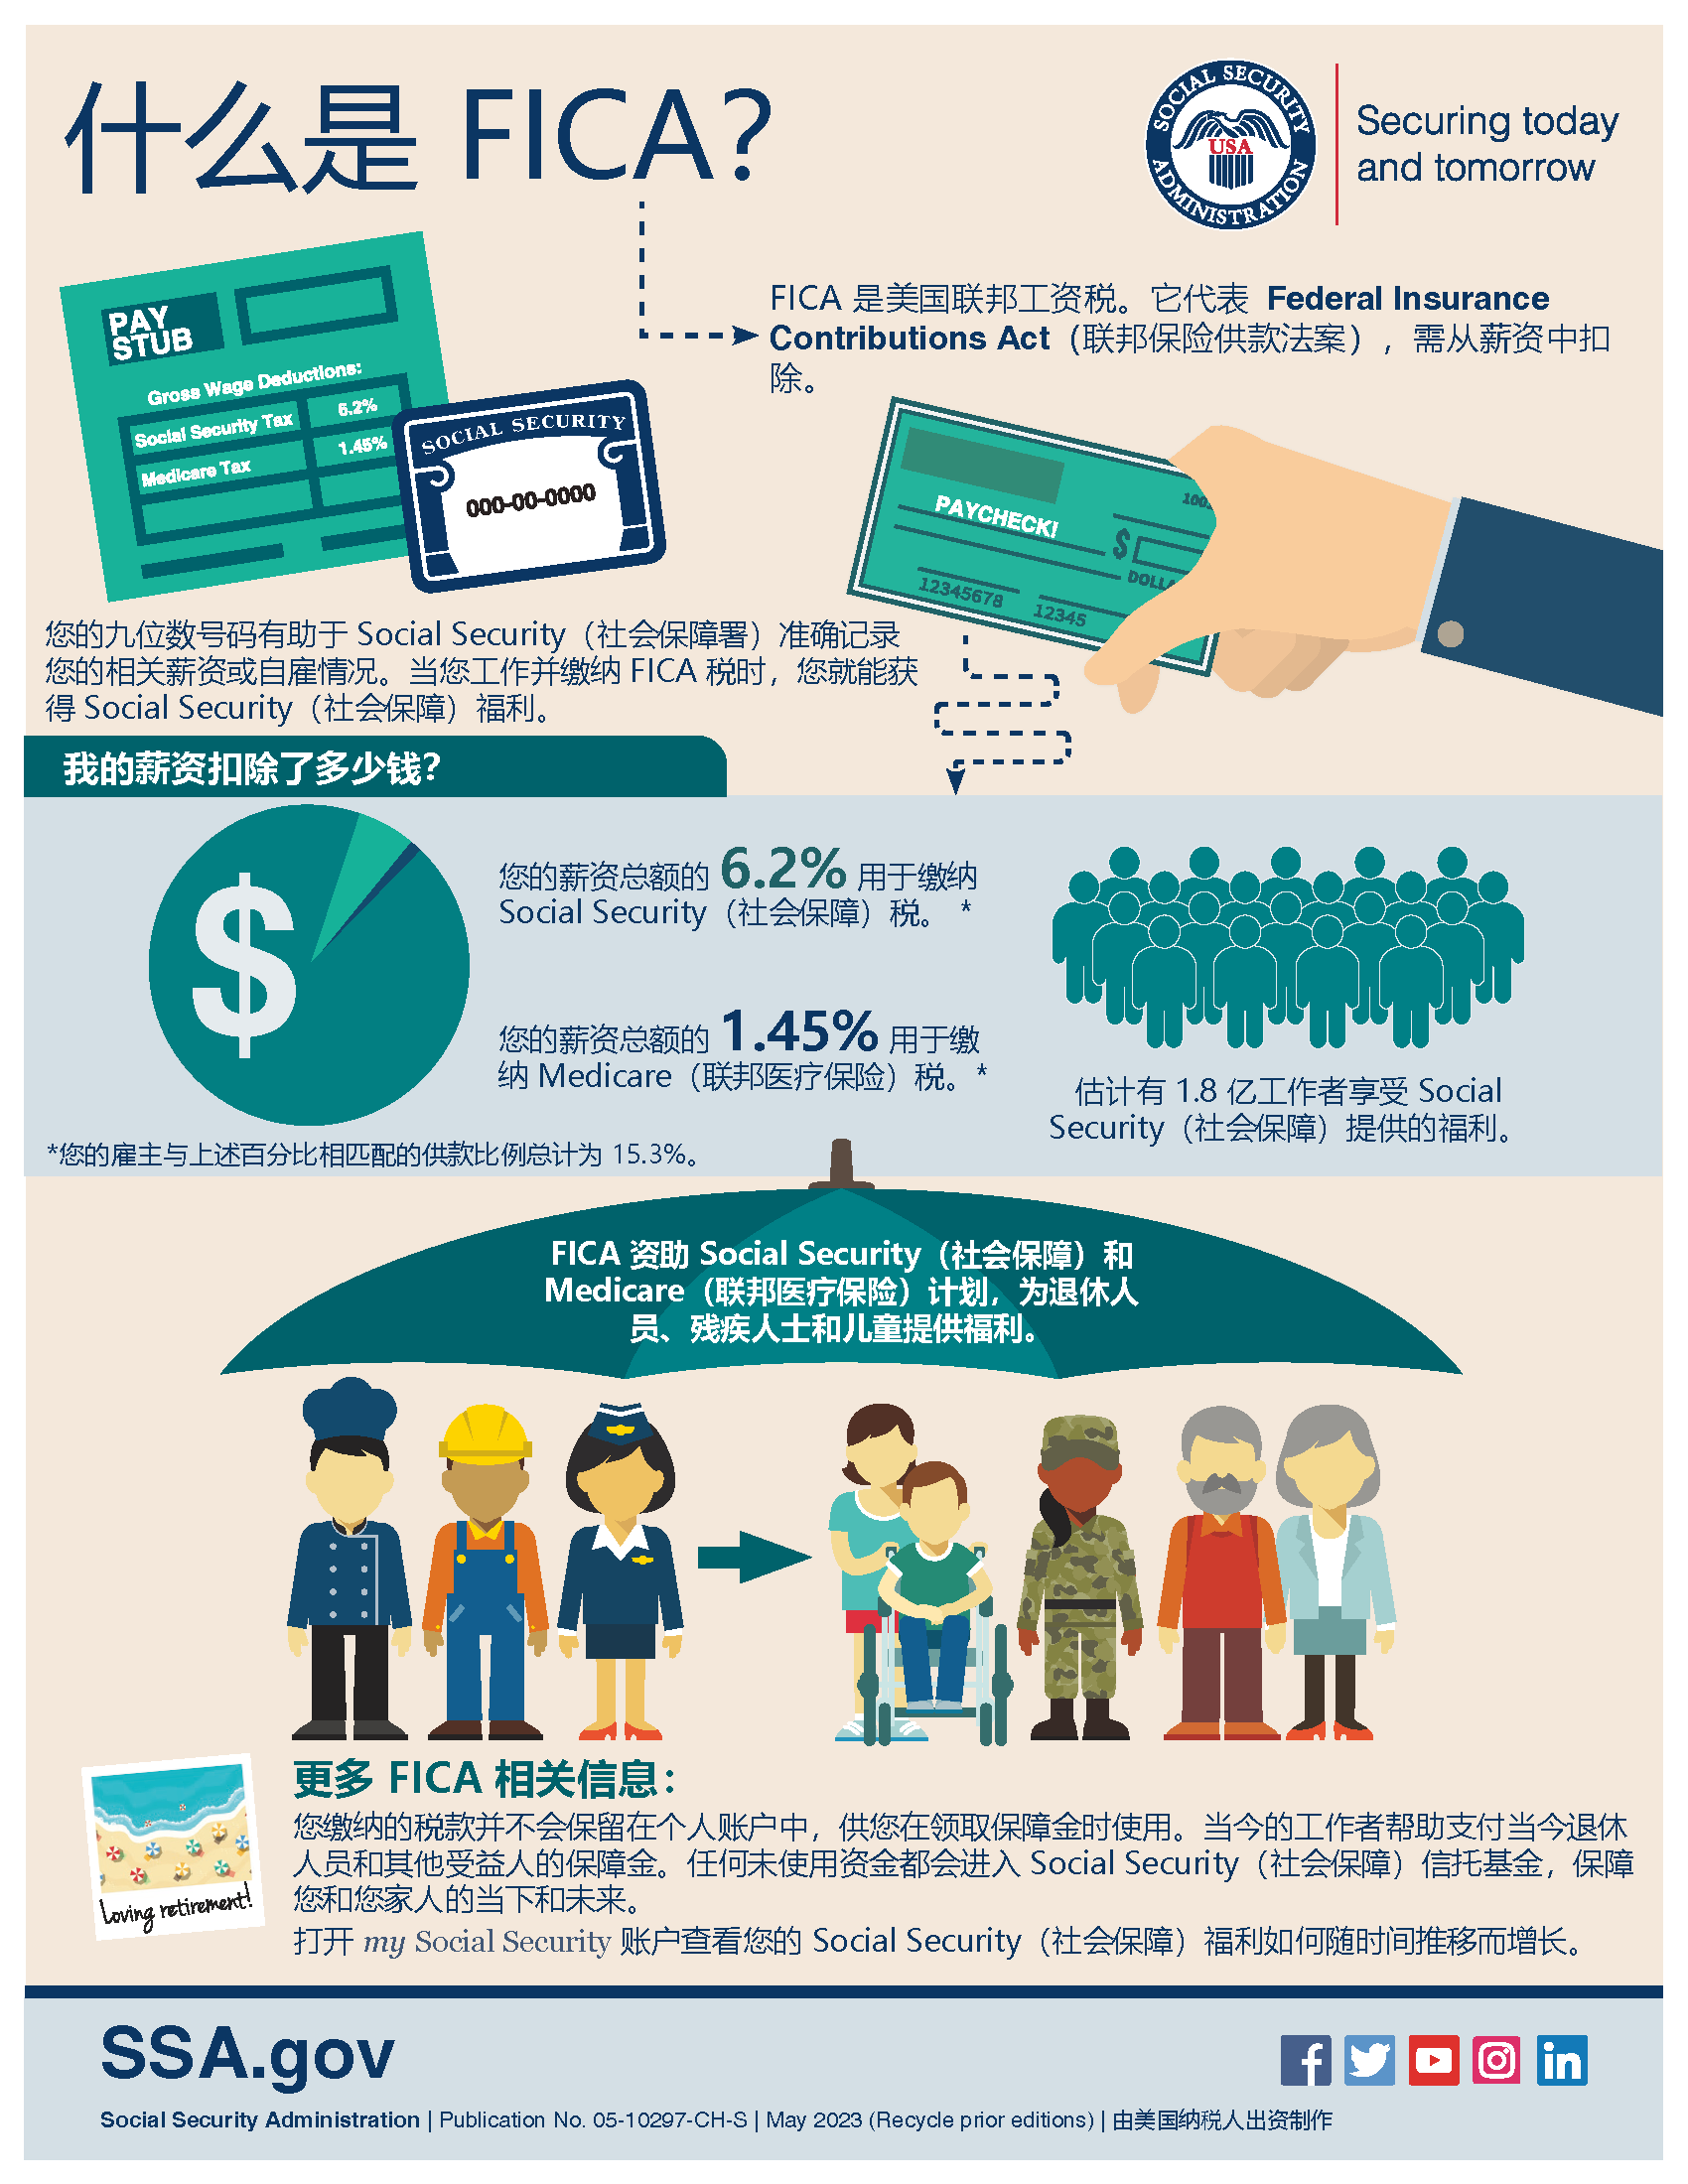 什么是 FICA?
SOCIAL SECURITY ADMINISTRATION
USA
Securing today
and tomorrow
FICA 是美国联邦工资税。它代表 Federal Insurance
Contributions Act（联邦保险供款法案），需从薪资中扣
除。
PAY
STUB
Gross Wage Deductions:
Social Security Tax 6.2%
Medicare Tax 1.45%
SOCIAL SECURITY
000-00-0000
PAYCHECK!
$
12345678
12345
您的九位数号码有助于 Social Security（社会保障署）准确记录
您的相关薪资或自雇情况。当您工作并缴纳 FICA 税时，您就能获
得 Social Security（社会保障）福利。
我的薪资扣除了多少钱？
$
您的薪资总额的 6.2% 用于缴纳
Social Security（社会保障）税。 *
您的薪资总额的 1.45% 用于缴
纳 Medicare（联邦医疗保险）税。*
估计有 1.8 亿工作者享受 Social
Security（社会保障）提供的福利。
*您的雇主与上述百分比相匹配的供款比例总计为 15.3%。
FICA 资助 Social Security（社会保障）和
Medicare（联邦医疗保险）计划，为退休人
员、残疾人士和儿童提供福利。
更多 FICA 相关信息：
您缴纳的税款并不会保留在个人账户中，供您在领取保障金时使用。当今的工作者帮助支付当今退休
人员和其他受益人的保障金。任何未使用资金都会进入 Social Security（社会保障）信托基金，保障
您和您家人的当下和未来。
打开 my Social Security 账户查看您的 Social Security（社会保障）福利如何随时间推移而增长。
Loving retirement!
SSA.gov
Social Security Administration | Publication No. 05-10297-CH-S | May 2023 (Recycle prior editions) | 由美国纳税人出资制作